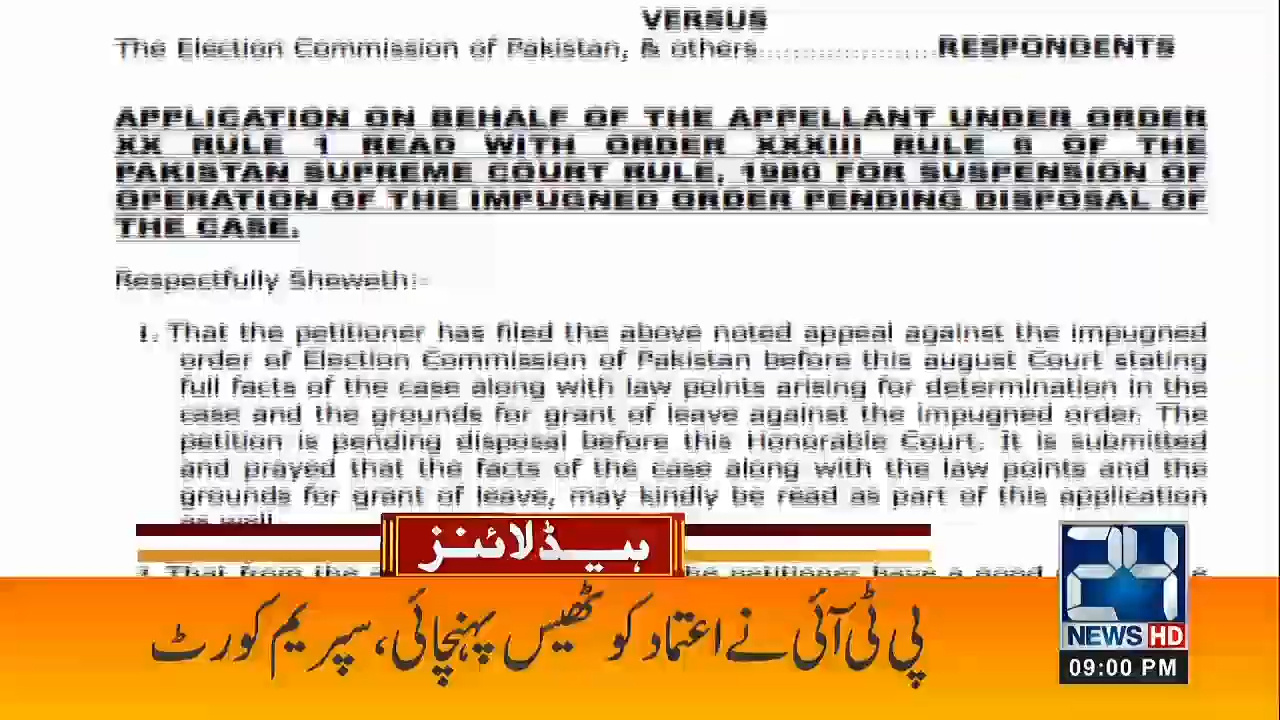 VERSUS
The Election Commission of Pakistan, & others.....................RESPONDENTS
APPLICATION ON BEHALF OF THE APPELLANT UNDER ORDER
XX RULE 1 READ WITH ORDER XXXIII RULE 6 OF THE
PAKISTAN SUPREME COURT RULE, 1980 FOR SUSPENSION OF
OPERATION OF THE IMPUGNED ORDER PENDING DISPOSAL OF
THE CASE.
Respectfully Sheweth:-
1. That the petitioner has filed the above noted appeal against the impugned
order of Election Commission of Pakistan before this august Court stating
full facts of the case along with law points arising for determination in the
case and the grounds for grant of leave against the impugned order. The
petition is pending disposal before this Honorable Court. It is submitted
and prayed that the facts of the case along with the law points and the
grounds for grant of leave, may kindly be read as part of this application
as well.
ہیڈلائنز
That from the petitioner have a good
پی ٹی آئی نے اعتماد کو ٹھیس پہنچائی، سپریم کورٹ
24
NEWS HD
09:00 PM